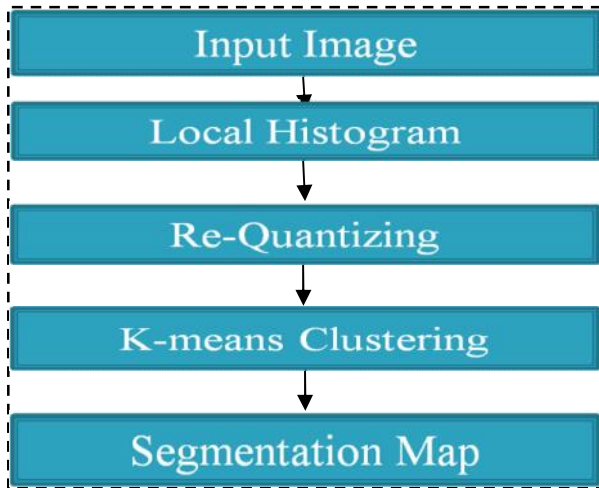 Input Image
Local Histogram
Re-Quantizing
K-means Clustering
Segmentation Map